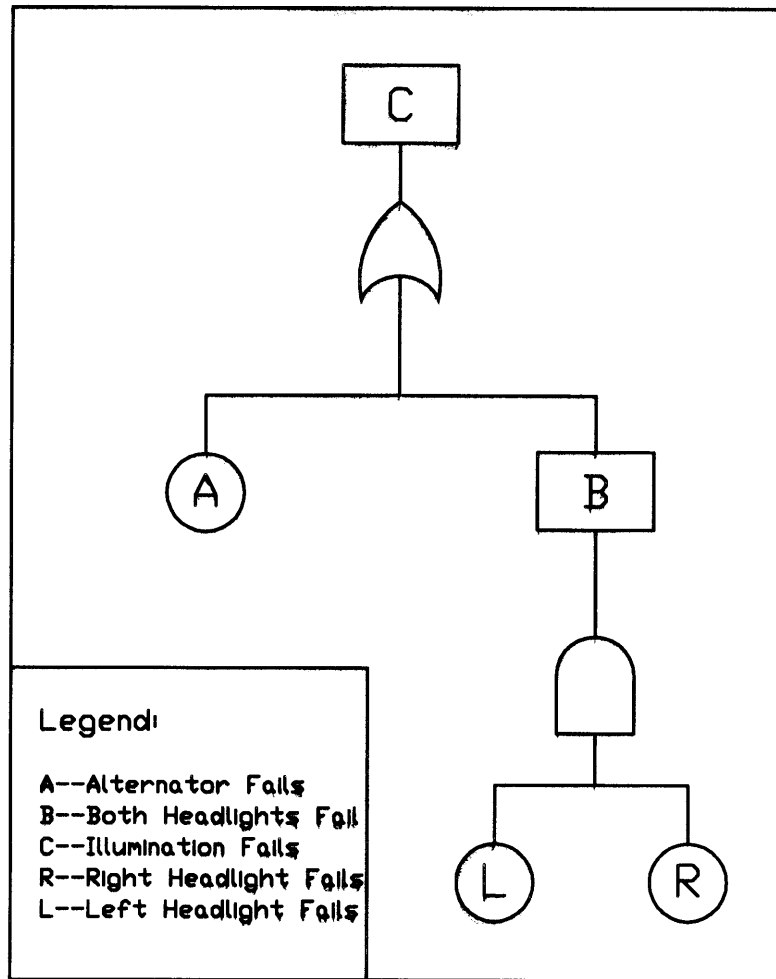 C
A
B
L
R
Legend:
A--Alternator Fails
B--Both Headlights Fail
C--Illumination Fails
R--Right Headlight Fails
L--Left Headlight Fails